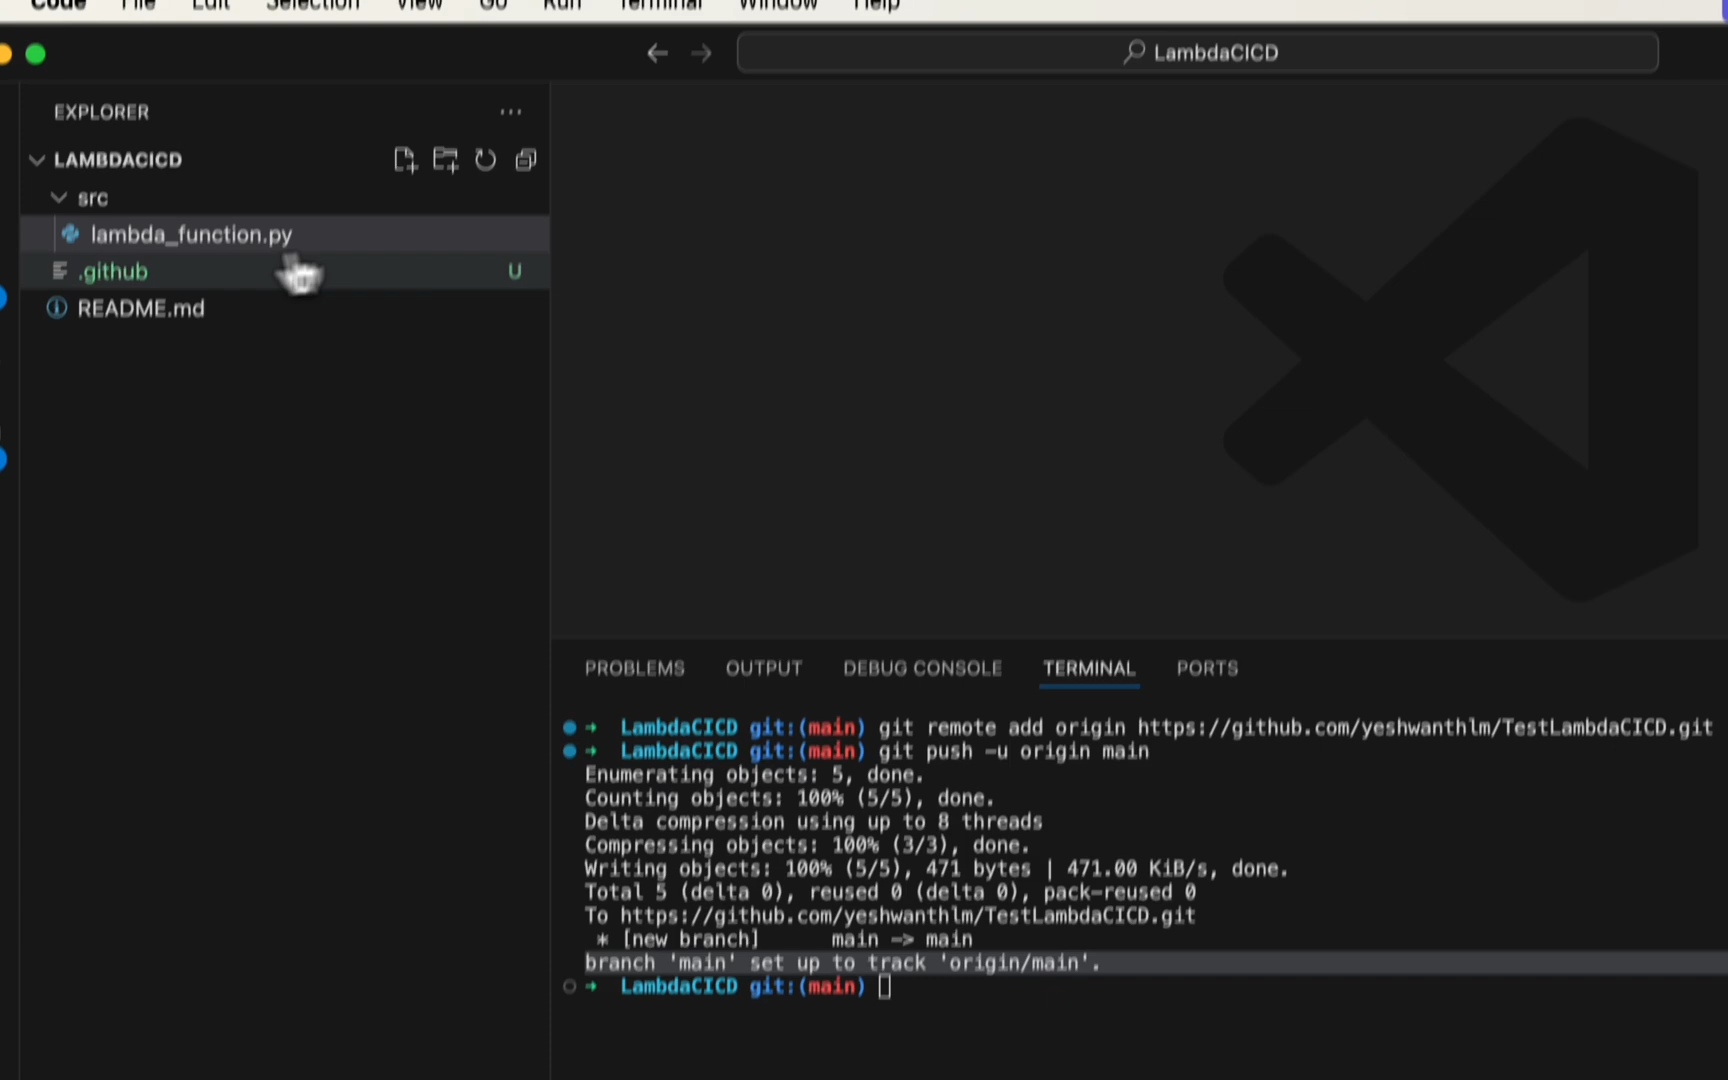 Code File Edit Selection View Go Run Terminal Window Help
LambdaCICD
EXPLORER
LAMBDACICD
src
lambda_function.py
.github U
README.md
PROBLEMS OUTPUT DEBUG CONSOLE TERMINAL PORTS
LambdaCICD git:(main) git remote add origin https://github.com/yeshwanthlm/TestLambdaCICD.git
LambdaCICD git:(main) git push -u origin main
Enumerating objects: 5, done.
Counting objects: 100% (5/5), done.
Delta compression using up to 8 threads
Compressing objects: 100% (3/3), done.
Writing objects: 100% (5/5), 471 bytes | 471.00 KiB/s, done.
Total 5 (delta 0), reused 0 (delta 0), pack-reused 0
To https://github.com/yeshwanthlm/TestLambdaCICD.git
* [new branch] main -> main
branch 'main' set up to track 'origin/main'.
LambdaCICD git:(main)